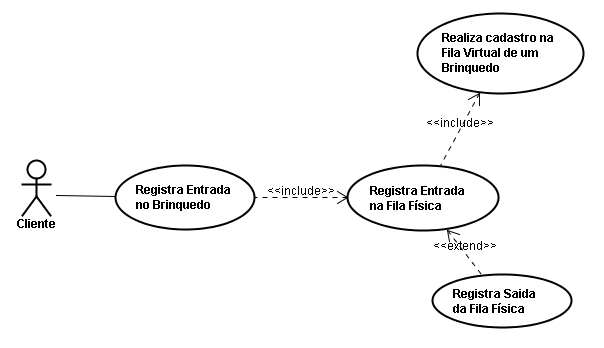 Realiza cadastro na
Fila Virtual de um
Brinquedo
<<include>>
Registra Entrada
no Brinquedo
<<include>>
Registra Entrada
na Fila Física
Cliente
<<extend>>
Registra Saida
da Fila Física